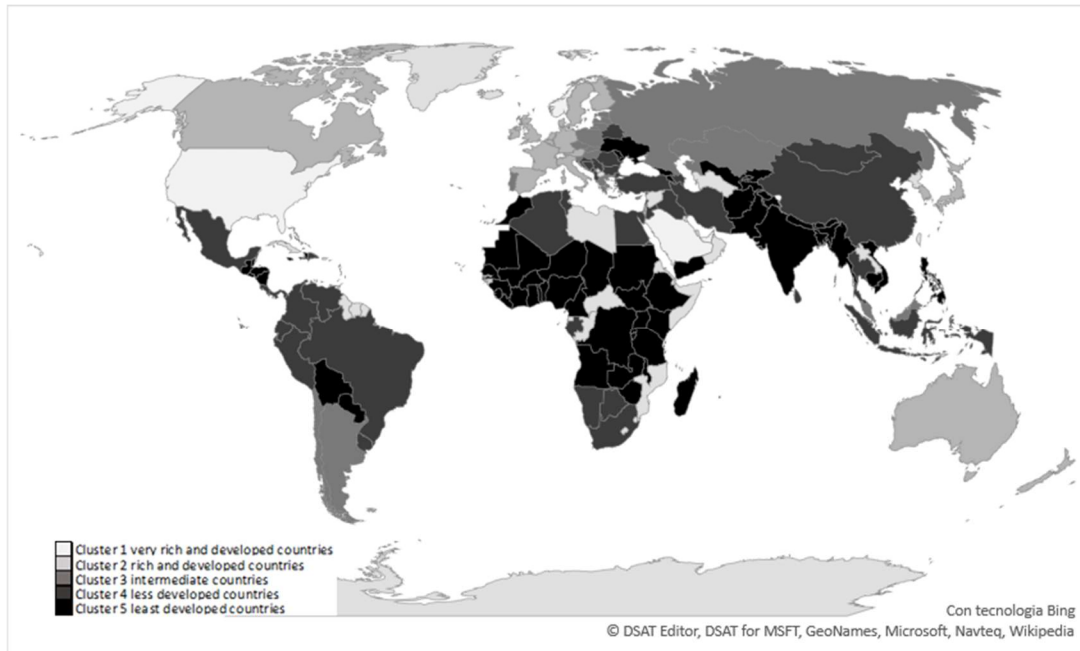 Cluster 1 very rich and developed countries
Cluster 2 rich and developed countries
Cluster 3 intermediate countries
Cluster 4 less developed countries
Cluster 5 least developed countries
Con tecnologia Bing
© DSAT Editor, DSAT for MSFT, GeoNames, Microsoft, Navteq, Wikipedia